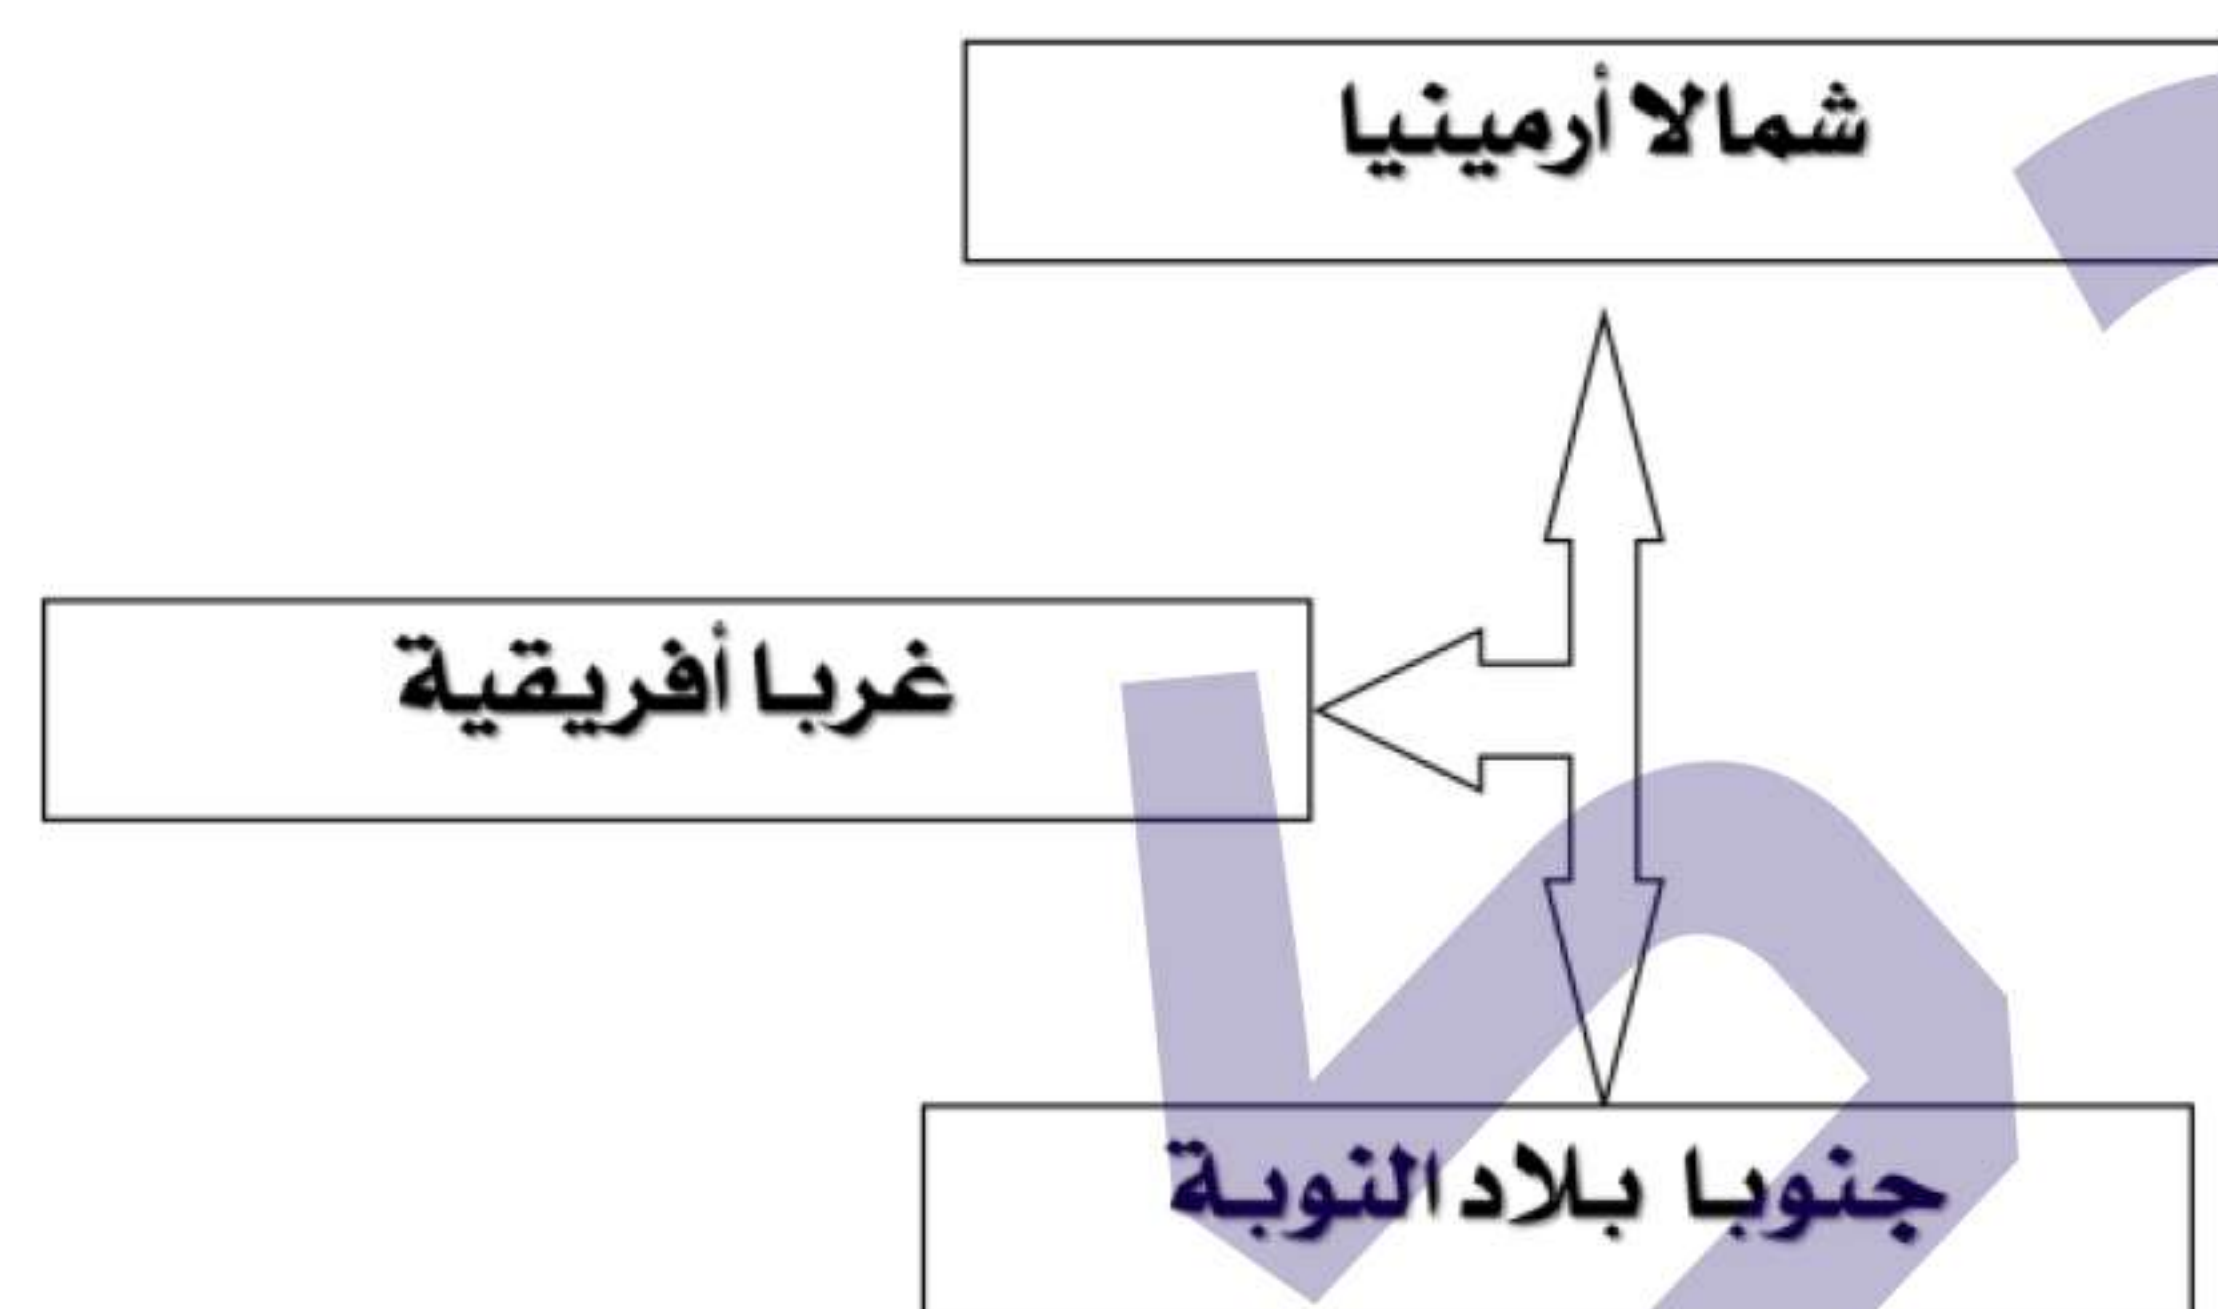 شمالا أرمينيا
غربا أفريقية
جنوبا بلاد النوبة